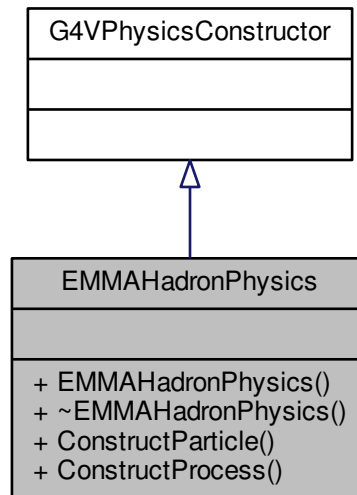 G4VPhysicsConstructor
EMMAHadronPhysics
+ EMMAHadronPhysics()
+ ~EMMAHadronPhysics()
+ ConstructParticle()
+ ConstructProcess()